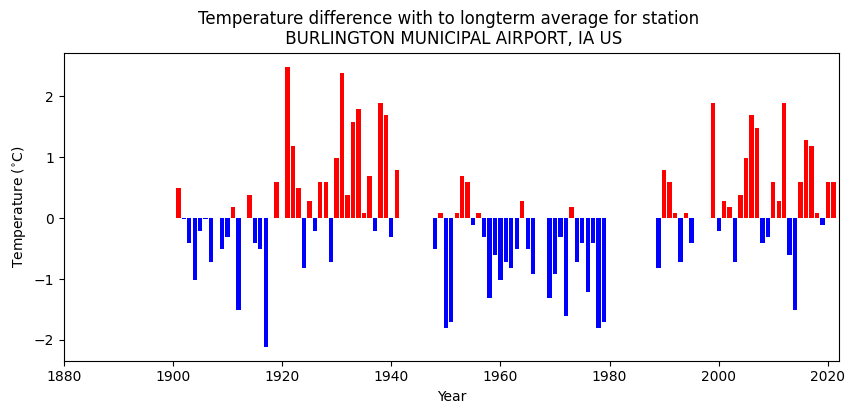 Temperature difference with to longterm average for station
BURLINGTON MUNICIPAL AIRPORT, IA US
Temperature (°C)
2
1
0
−1
−2
1880 1900 1920 1940 1960 1980 2000 2020
Year